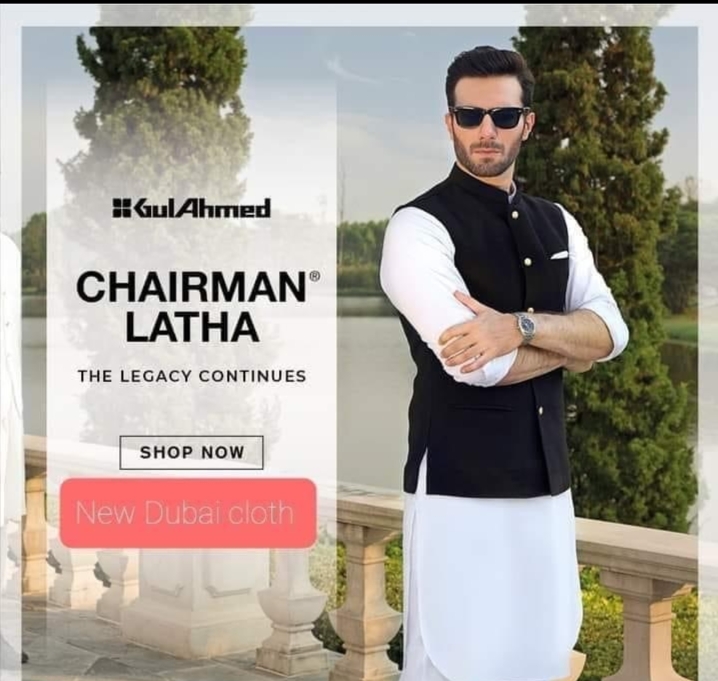 GulAhmed
CHAIRMAN®
LATHA
THE LEGACY CONTINUES
SHOP NOW
New Dubai cloth